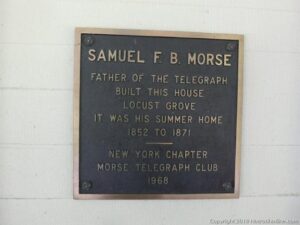 SAMUEL F. B. MORSE
FATHER OF THE TELEGRAPH
BUILT THIS HOUSE
LOCUST GROVE
IT WAS HIS SUMMER HOME
1852 TO 1871
NEW YORK CHAPTER
MORSE TELEGRAPH CLUB
1968